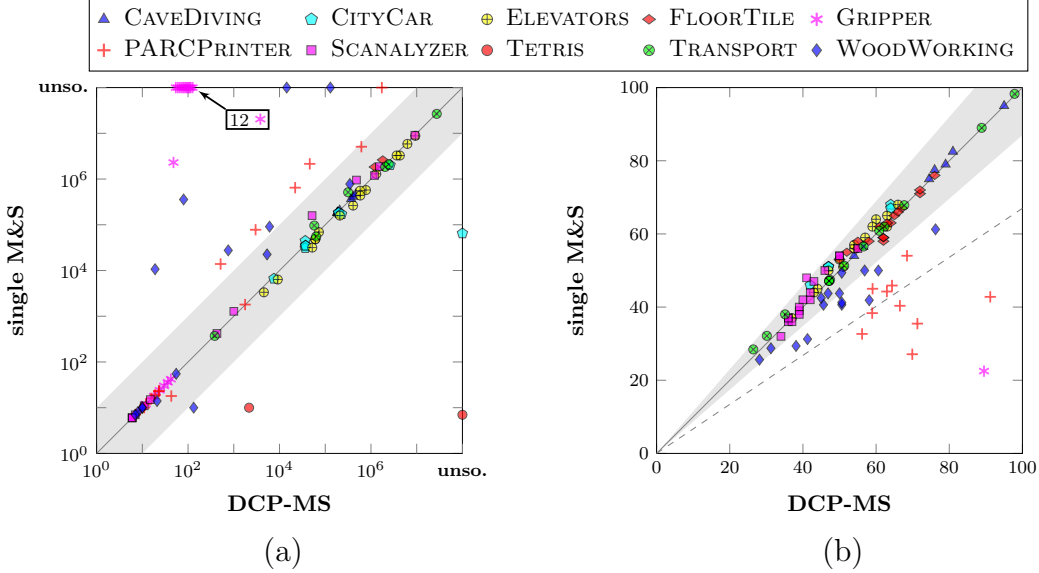 CAVEDIVING CITYCAR ELEVATORS FLOORTILE GRIPPER
PARCPRINTER SCANALYZER TETRIS TRANSPORT WOODWORKING
unso.
10^6
10^4
10^2
10^0
10^0 10^2 10^4 10^6 unso.
12
single M&S
DCP-MS
(a)
100
80
60
40
20
0
0 20 40 60 80 100
single M&S
DCP-MS
(b)